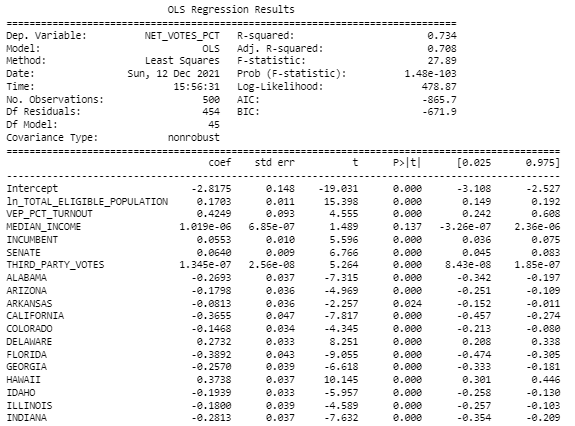 OLS Regression Results
==============================================================================
Dep. Variable: NET_VOTES_PCT R-squared: 0.734
Model: OLS Adj. R-squared: 0.708
Method: Least Squares F-statistic: 27.89
Date: Sun, 12 Dec 2021 Prob (F-statistic): 1.48e-103
Time: 15:56:31 Log-Likelihood: 478.87
No. Observations: 500 AIC: -865.7
Df Residuals: 454 BIC: -671.9
Df Model: 45
Covariance Type: nonrobust
==============================================================================
coef std err t P>|t| [0.025 0.975]
------------------------------------------------------------------------------
Intercept -2.8175 0.148 -19.031 0.000 -3.108 -2.527
ln_TOTAL_ELIGIBLE_POPULATION 0.1703 0.011 15.398 0.000 0.149 0.192
VEP_PCT_TURNOUT 0.4249 0.093 4.555 0.000 0.242 0.608
MEDIAN_INCOME 1.019e-06 6.85e-07 1.489 0.137 -3.26e-07 2.36e-06
INCUMBENT 0.0553 0.010 5.596 0.000 0.036 0.075
SENATE 0.0640 0.009 6.766 0.000 0.045 0.083
THIRD_PARTY_VOTES 1.345e-07 2.56e-08 5.264 0.000 8.43e-08 1.85e-07
ALABAMA -0.2693 0.037 -7.315 0.000 -0.342 -0.197
ARIZONA -0.1798 0.036 -4.969 0.000 -0.251 -0.109
ARKANSAS -0.0813 0.036 -2.257 0.024 -0.152 -0.011
CALIFORNIA -0.3655 0.047 -7.817 0.000 -0.457 -0.274
COLORADO -0.1468 0.034 -4.345 0.000 -0.213 -0.080
DELAWARE 0.2732 0.033 8.251 0.000 0.208 0.338
FLORIDA -0.3892 0.043 -9.055 0.000 -0.474 -0.305
GEORGIA -0.2570 0.039 -6.618 0.000 -0.333 -0.181
HAWAII 0.3738 0.037 10.145 0.000 0.301 0.446
IDAHO -0.1939 0.033 -5.957 0.000 -0.258 -0.130
ILLINOIS -0.1800 0.039 -4.589 0.000 -0.257 -0.103
INDIANA -0.2813 0.037 -7.632 0.000 -0.354 -0.209